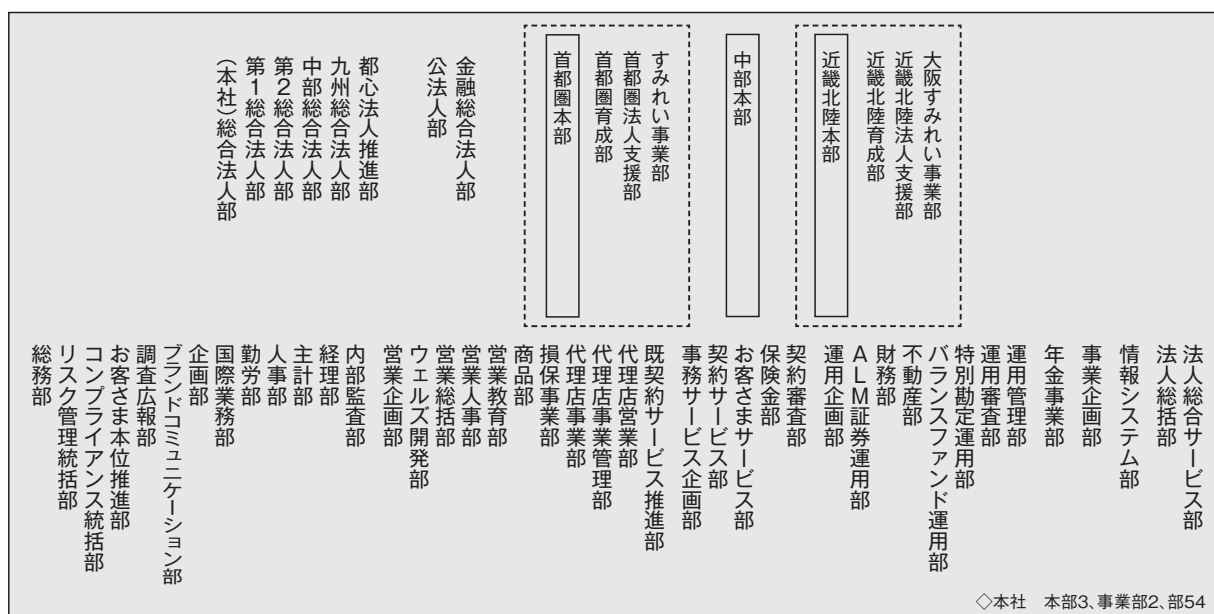 大阪すみれい事業部
近畿北陸法人支援部
近畿北陸育成部
近畿北陸本部
中部本部
すみれい事業部
首都圏法人支援部
首都圏育成部
首都圏本部
金融総合法人部
公法人部
都心法人推進部
九州総合法人部
中部総合法人部
第2総合法人部
第1総合法人部
(本社)総合法人部
法人総合サービス部
法人総括部
情報システム部
事業企画部
年金事業部
運用管理部
運用審査部
特別勘定運用部
バランスファンド運用部
不動産部
財務部
ALM証券運用部
運用企画部
契約審査部
保険金部
お客さまサービス部
契約サービス部
事務サービス企画部
既契約サービス推進部
代理店営業部
代理店事業管理部
代理店事業部
損保事業部
商品部
営業教育部
営業人事部
営業総括部
ウェルズ開発部
営業企画部
内部監査部
経理部
主計部
人事部
勤労部
国際業務部
企画部
ブランドコミュニケーション部
調査広報部
お客さま本位推進部
コンプライアンス統括部
リスク管理統括部
総務部
◇本社 本部3、事業部2、部54